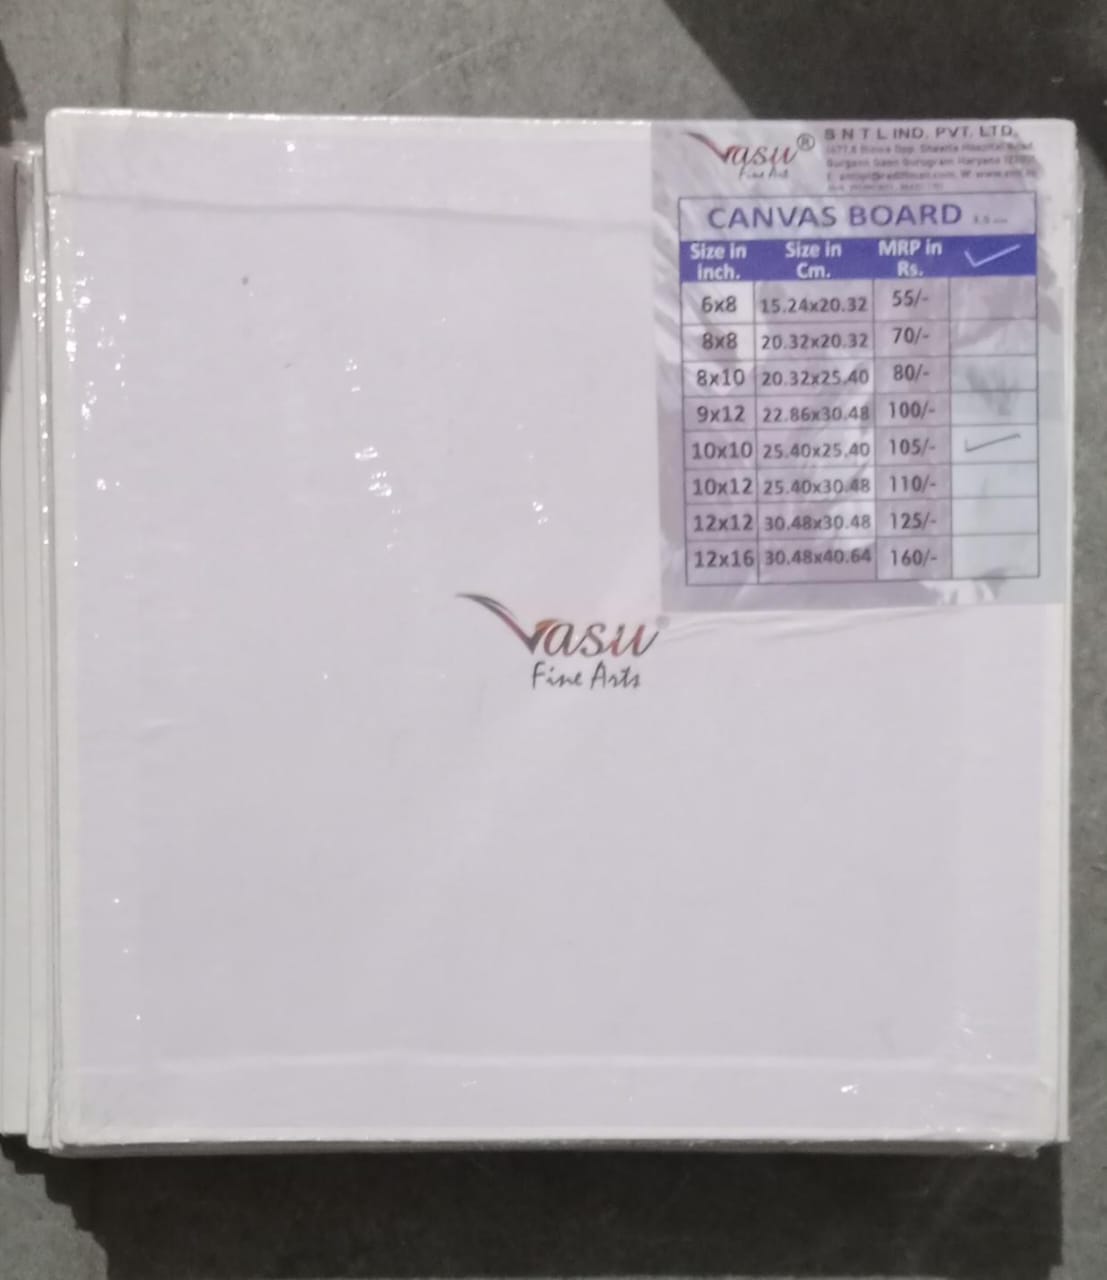 Vasu®
Fine Art
S N T L IND. PVT. LTD.
CANVAS BOARD
Size in inch. Size in Cm. MRP in Rs. ✓
6x8 15.24x20.32 55/-
8x8 20.32x20.32 70/-
8x10 20.32x25.40 80/-
9x12 22.86x30.48 100/-
10x10 25.40x25.40 105/- ✓
10x12 25.40x30.48 110/-
12x12 30.48x30.48 125/-
12x16 30.48x40.64 160/-
Vasu®
Fine Arts